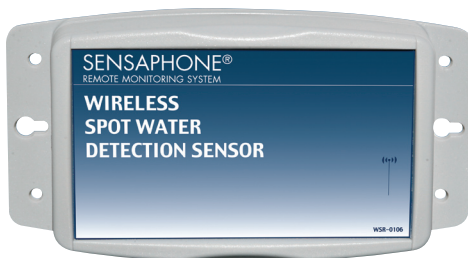 SENSAPHONE®
REMOTE MONITORING SYSTEM
WIRELESS
SPOT WATER
DETECTION SENSOR
WSR-0106